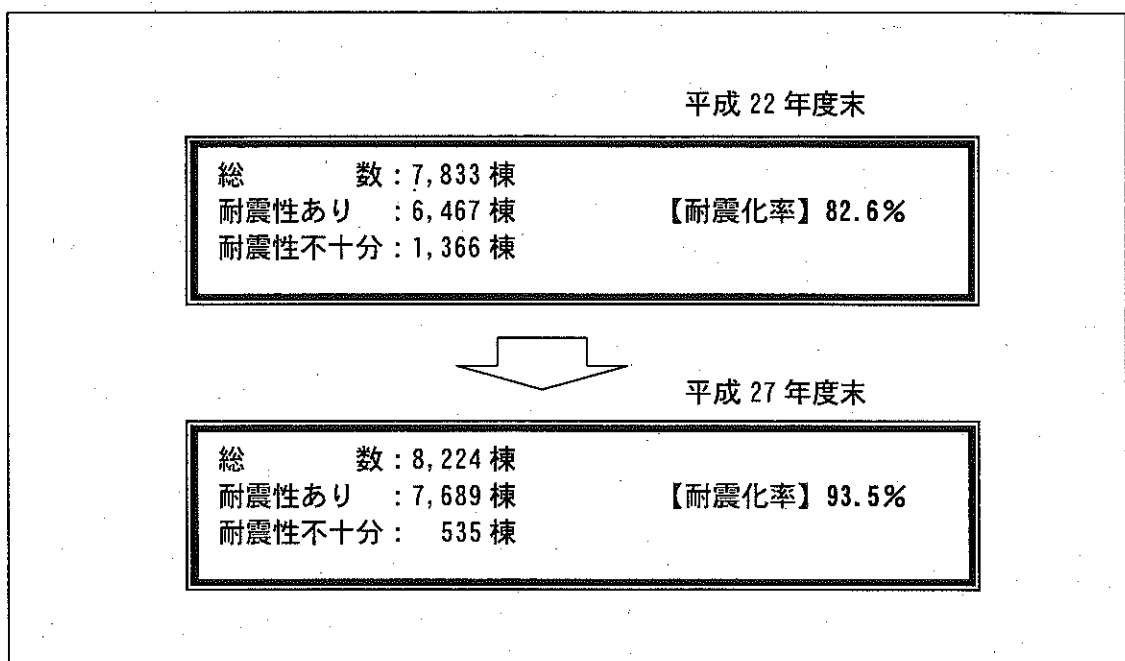 平成 22 年度末
総　　　数：7,833 棟
耐震性あり　：6,467 棟　【耐震化率】82.6%
耐震性不十分：1,366 棟
平成 27 年度末
総　　　数：8,224 棟
耐震性あり　：7,689 棟　【耐震化率】93.5%
耐震性不十分：　535 棟